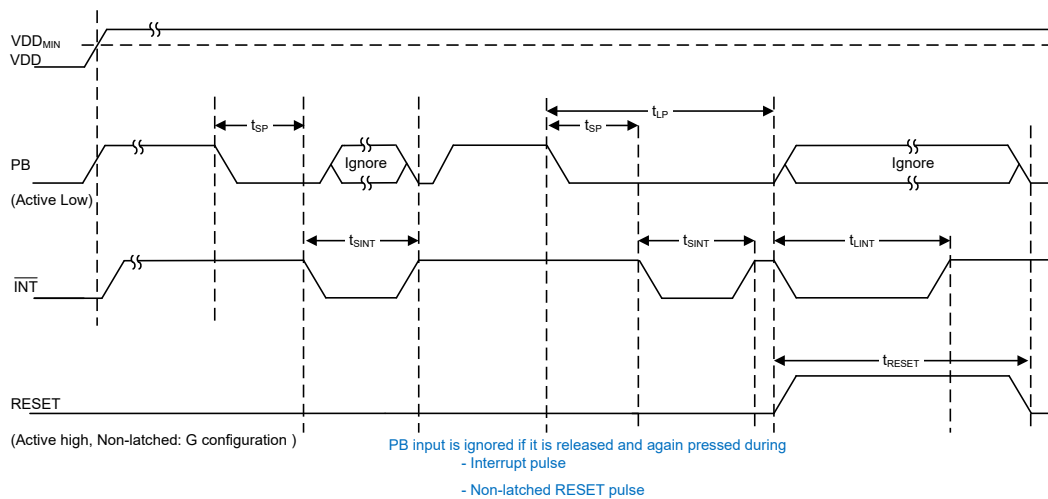 VDDMIN
VDD
tLP
tSP
tSP
PB
Ignore
Ignore
(Active Low)
tSINT
tSINT
tLINT
INT
tRESET
RESET
(Active high, Non-latched: G configuration )
PB input is ignored if it is released and again pressed during
- Interrupt pulse
- Non-latched RESET pulse